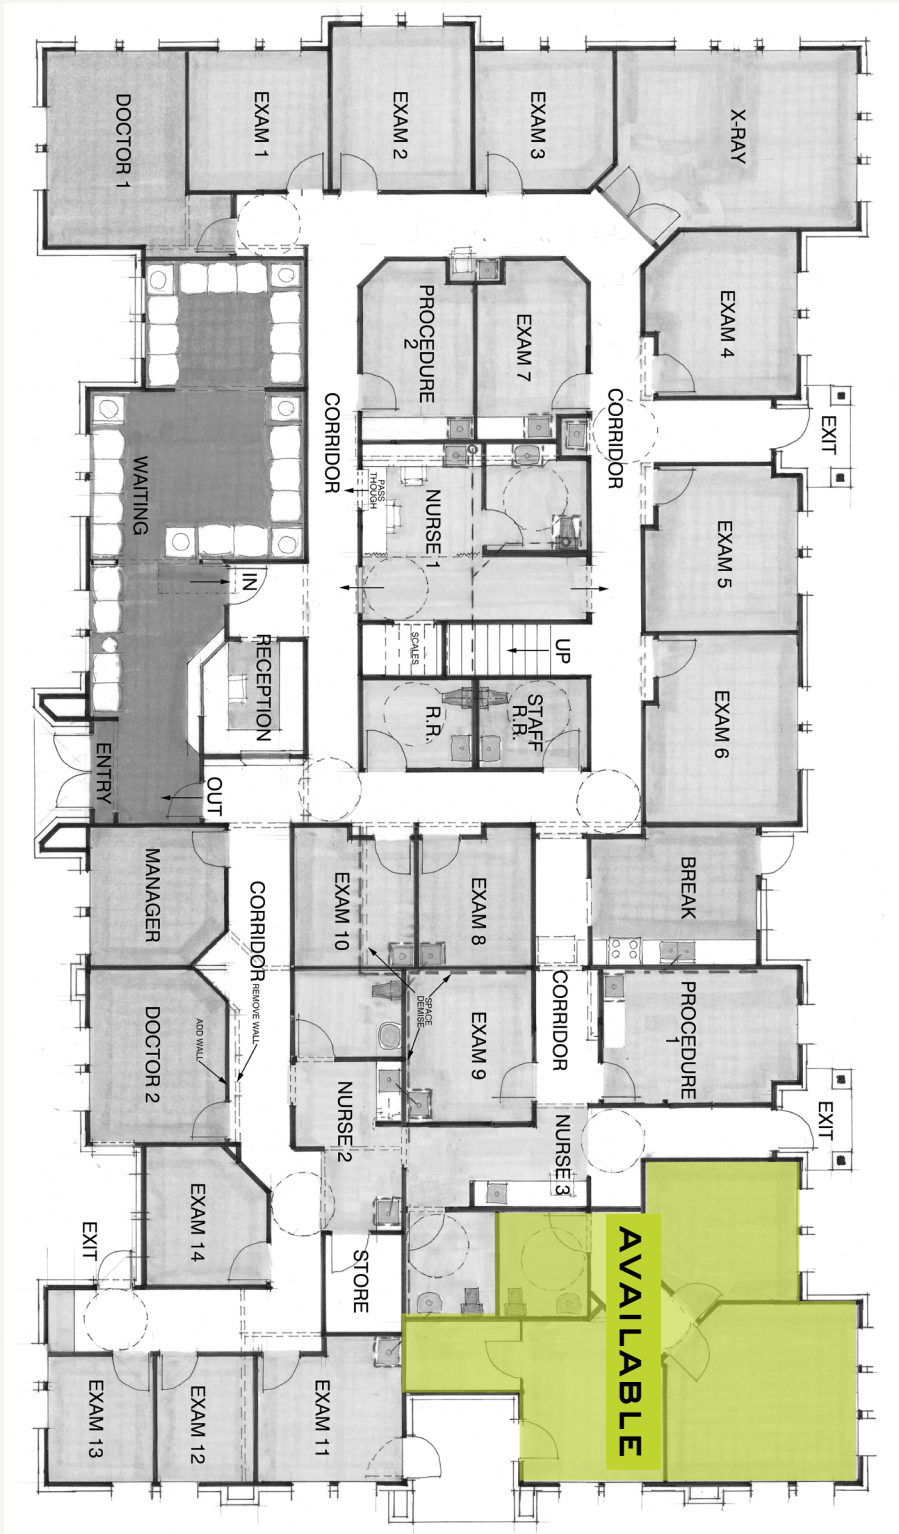 DOCTOR 1
EXAM 1
EXAM 2
EXAM 3
X-RAY
EXAM 4
PROCEDURE
2
EXAM 7
CORRIDOR
CORRIDOR
EXIT
WAITING
PASS
THOUGH
NURSE 1
EXAM 5
IN
RECEPTION
SCALES
UP
EXAM 6
R.R.
STAFF
R.R.
ENTRY
OUT
MANAGER
CORRIDOR
EXAM 10
EXAM 8
BREAK
REMOVE WALL
ADD WALL
DOCTOR 2
SPACE
DEMISE
EXAM 9
CORRIDOR
PROCEDURE
1
NURSE 2
NURSE 3
EXIT
EXAM 14
EXIT
STORE
AVAILABLE
EXAM 13
EXAM 12
EXAM 11